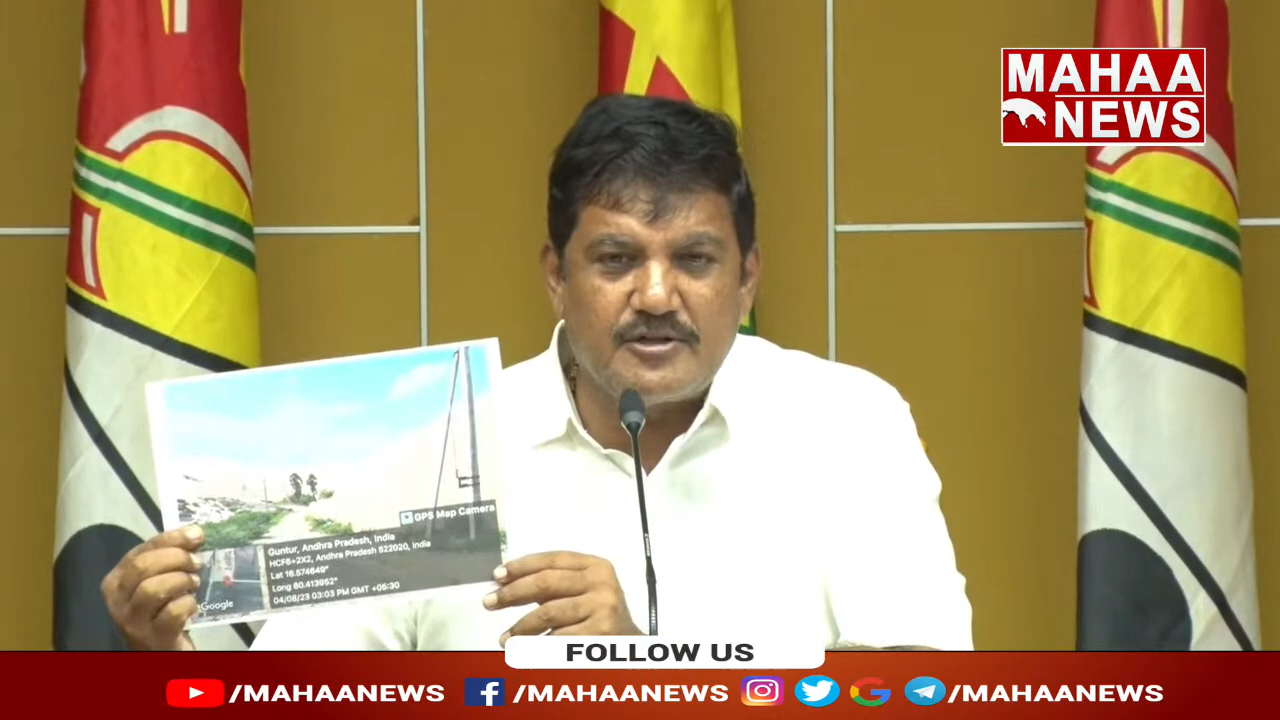 MAHAA
NEWS
GPS Map Camera
Guntur, Andhra Pradesh, India
HCF6+2X2, Andhra Pradesh 522020, India
Lat 16.574649°
Long 80.413952°
04/08/23 03:03 PM GMT +05:30
Google
FOLLOW US
/MAHAANEWS /MAHAANEWS /MAHAANEWS